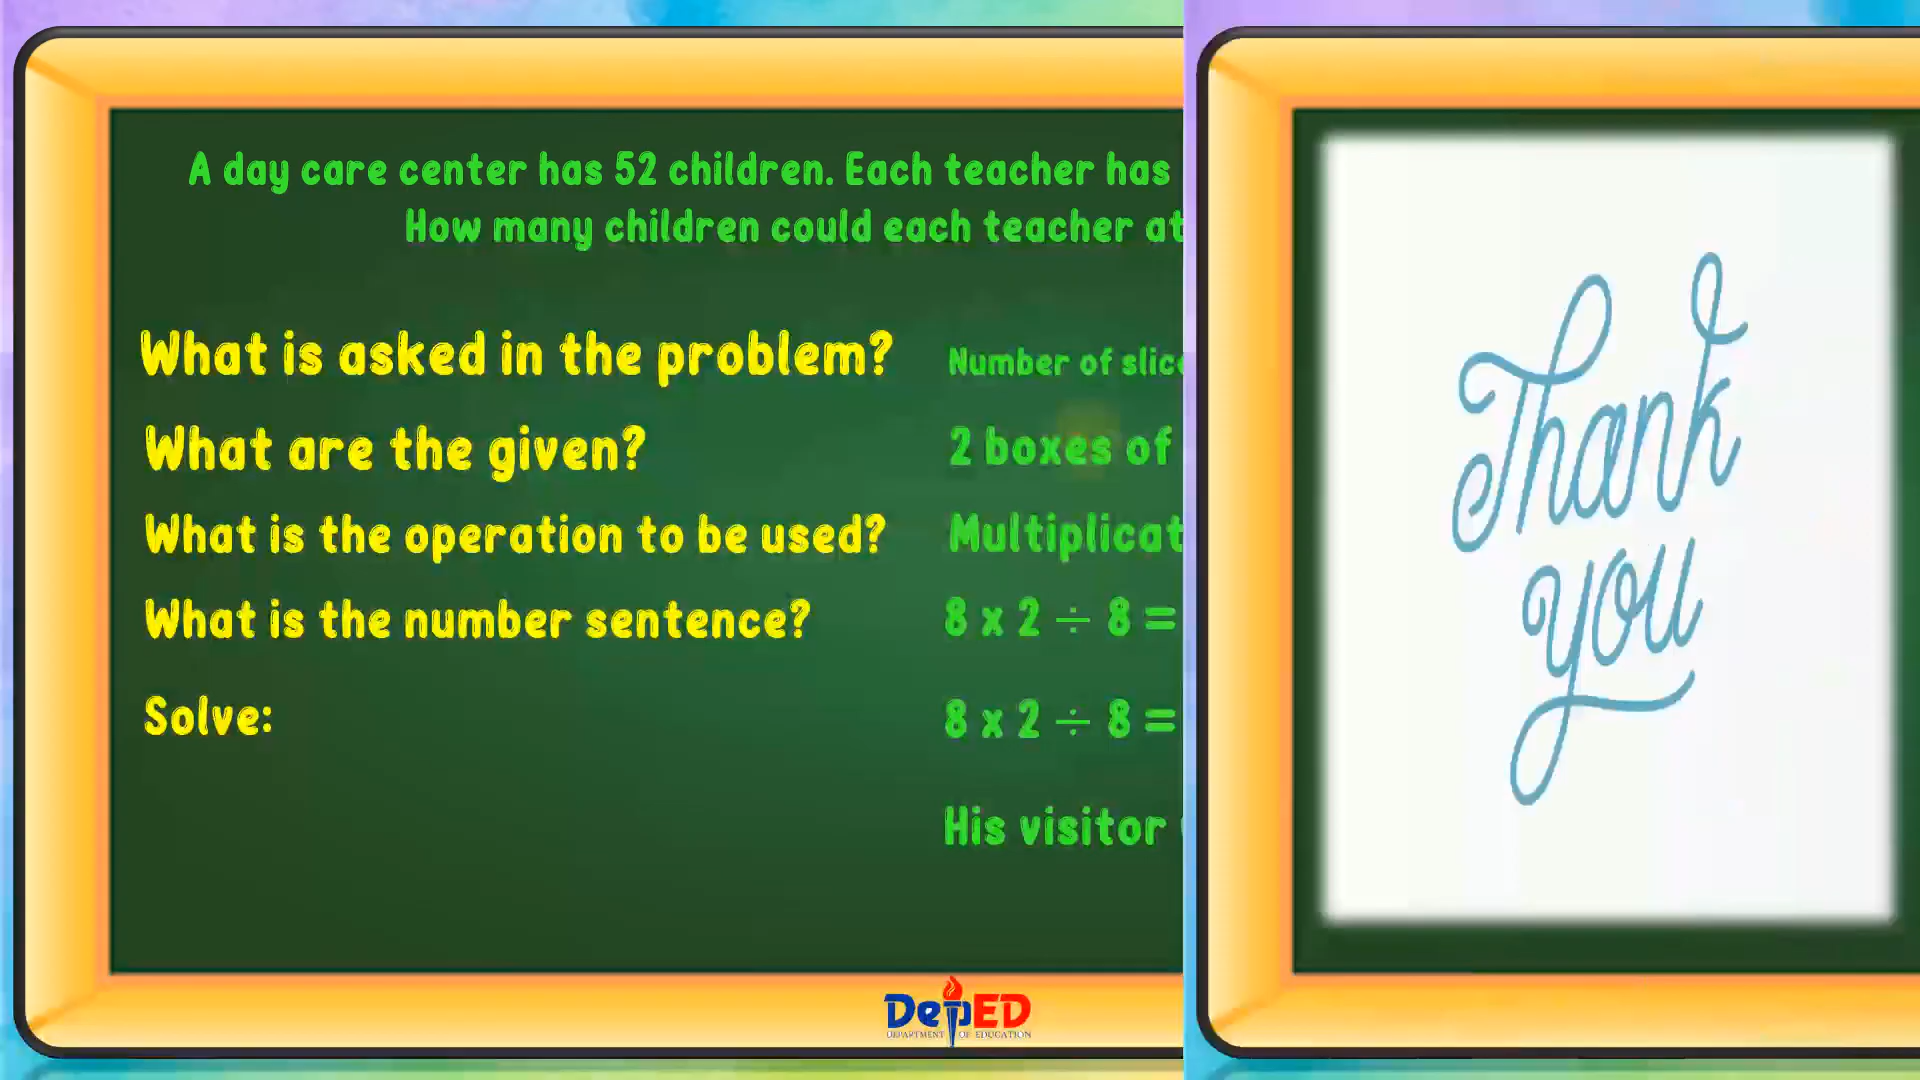 A day care center has 52 children. Each teacher has
How many children could each teacher at
What is asked in the problem?
Number of slice
What are the given?
2 boxes of
What is the operation to be used?
Multiplicat
What is the number sentence?
8 x 2 ÷ 8 =
Solve:
8 x 2 ÷ 8 =
His visitor
DepED
DEPARTMENT OF EDUCATION
Thank
you